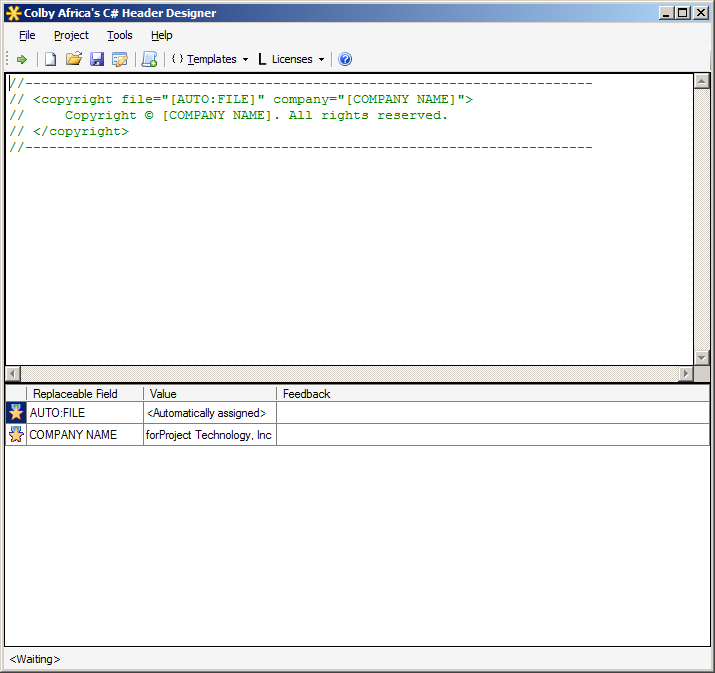 Colby Africa's C# Header Designer
File Project Tools Help
{ } Templates L Licenses
//-----------------------------------------------------------------------
// <copyright file="[AUTO:FILE]" company="[COMPANY NAME]">
//     Copyright © [COMPANY NAME]. All rights reserved.
// </copyright>
//-----------------------------------------------------------------------
Replaceable Field Value Feedback
AUTO:FILE <Automatically assigned>
COMPANY NAME forProject Technology, Inc
<Waiting>